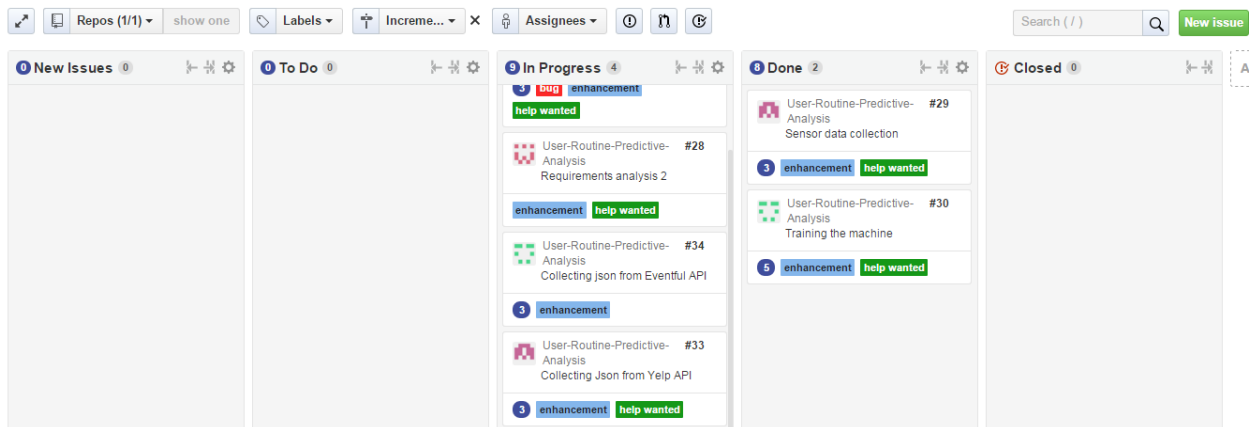 Repos (1/1) show one Labels Increme... × Assignees Search ( / ) New issue
0 New Issues 0
0 To Do 0
9 In Progress 4
3 bug enhancement
help wanted
User-Routine-Predictive- #28
Analysis
Requirements analysis 2
enhancement help wanted
User-Routine-Predictive- #34
Analysis
Collecting json from Eventful API
3 enhancement
User-Routine-Predictive- #33
Analysis
Collecting Json from Yelp API
3 enhancement help wanted
8 Done 2
User-Routine-Predictive- #29
Analysis
Sensor data collection
3 enhancement help wanted
User-Routine-Predictive- #30
Analysis
Training the machine
5 enhancement help wanted
Closed 0
A